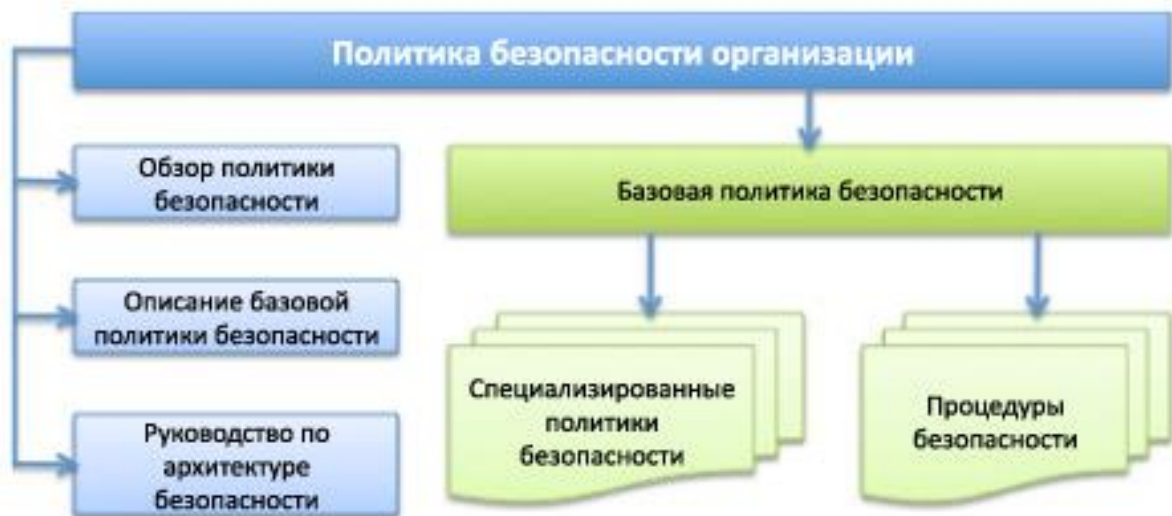 Политика безопасности организации
Обзор политики
безопасности
Базовая политика безопасности
Описание базовой
политики безопасности
Специализированные
политики
безопасности
Процедуры
безопасности
Руководство по
архитектуре
безопасности